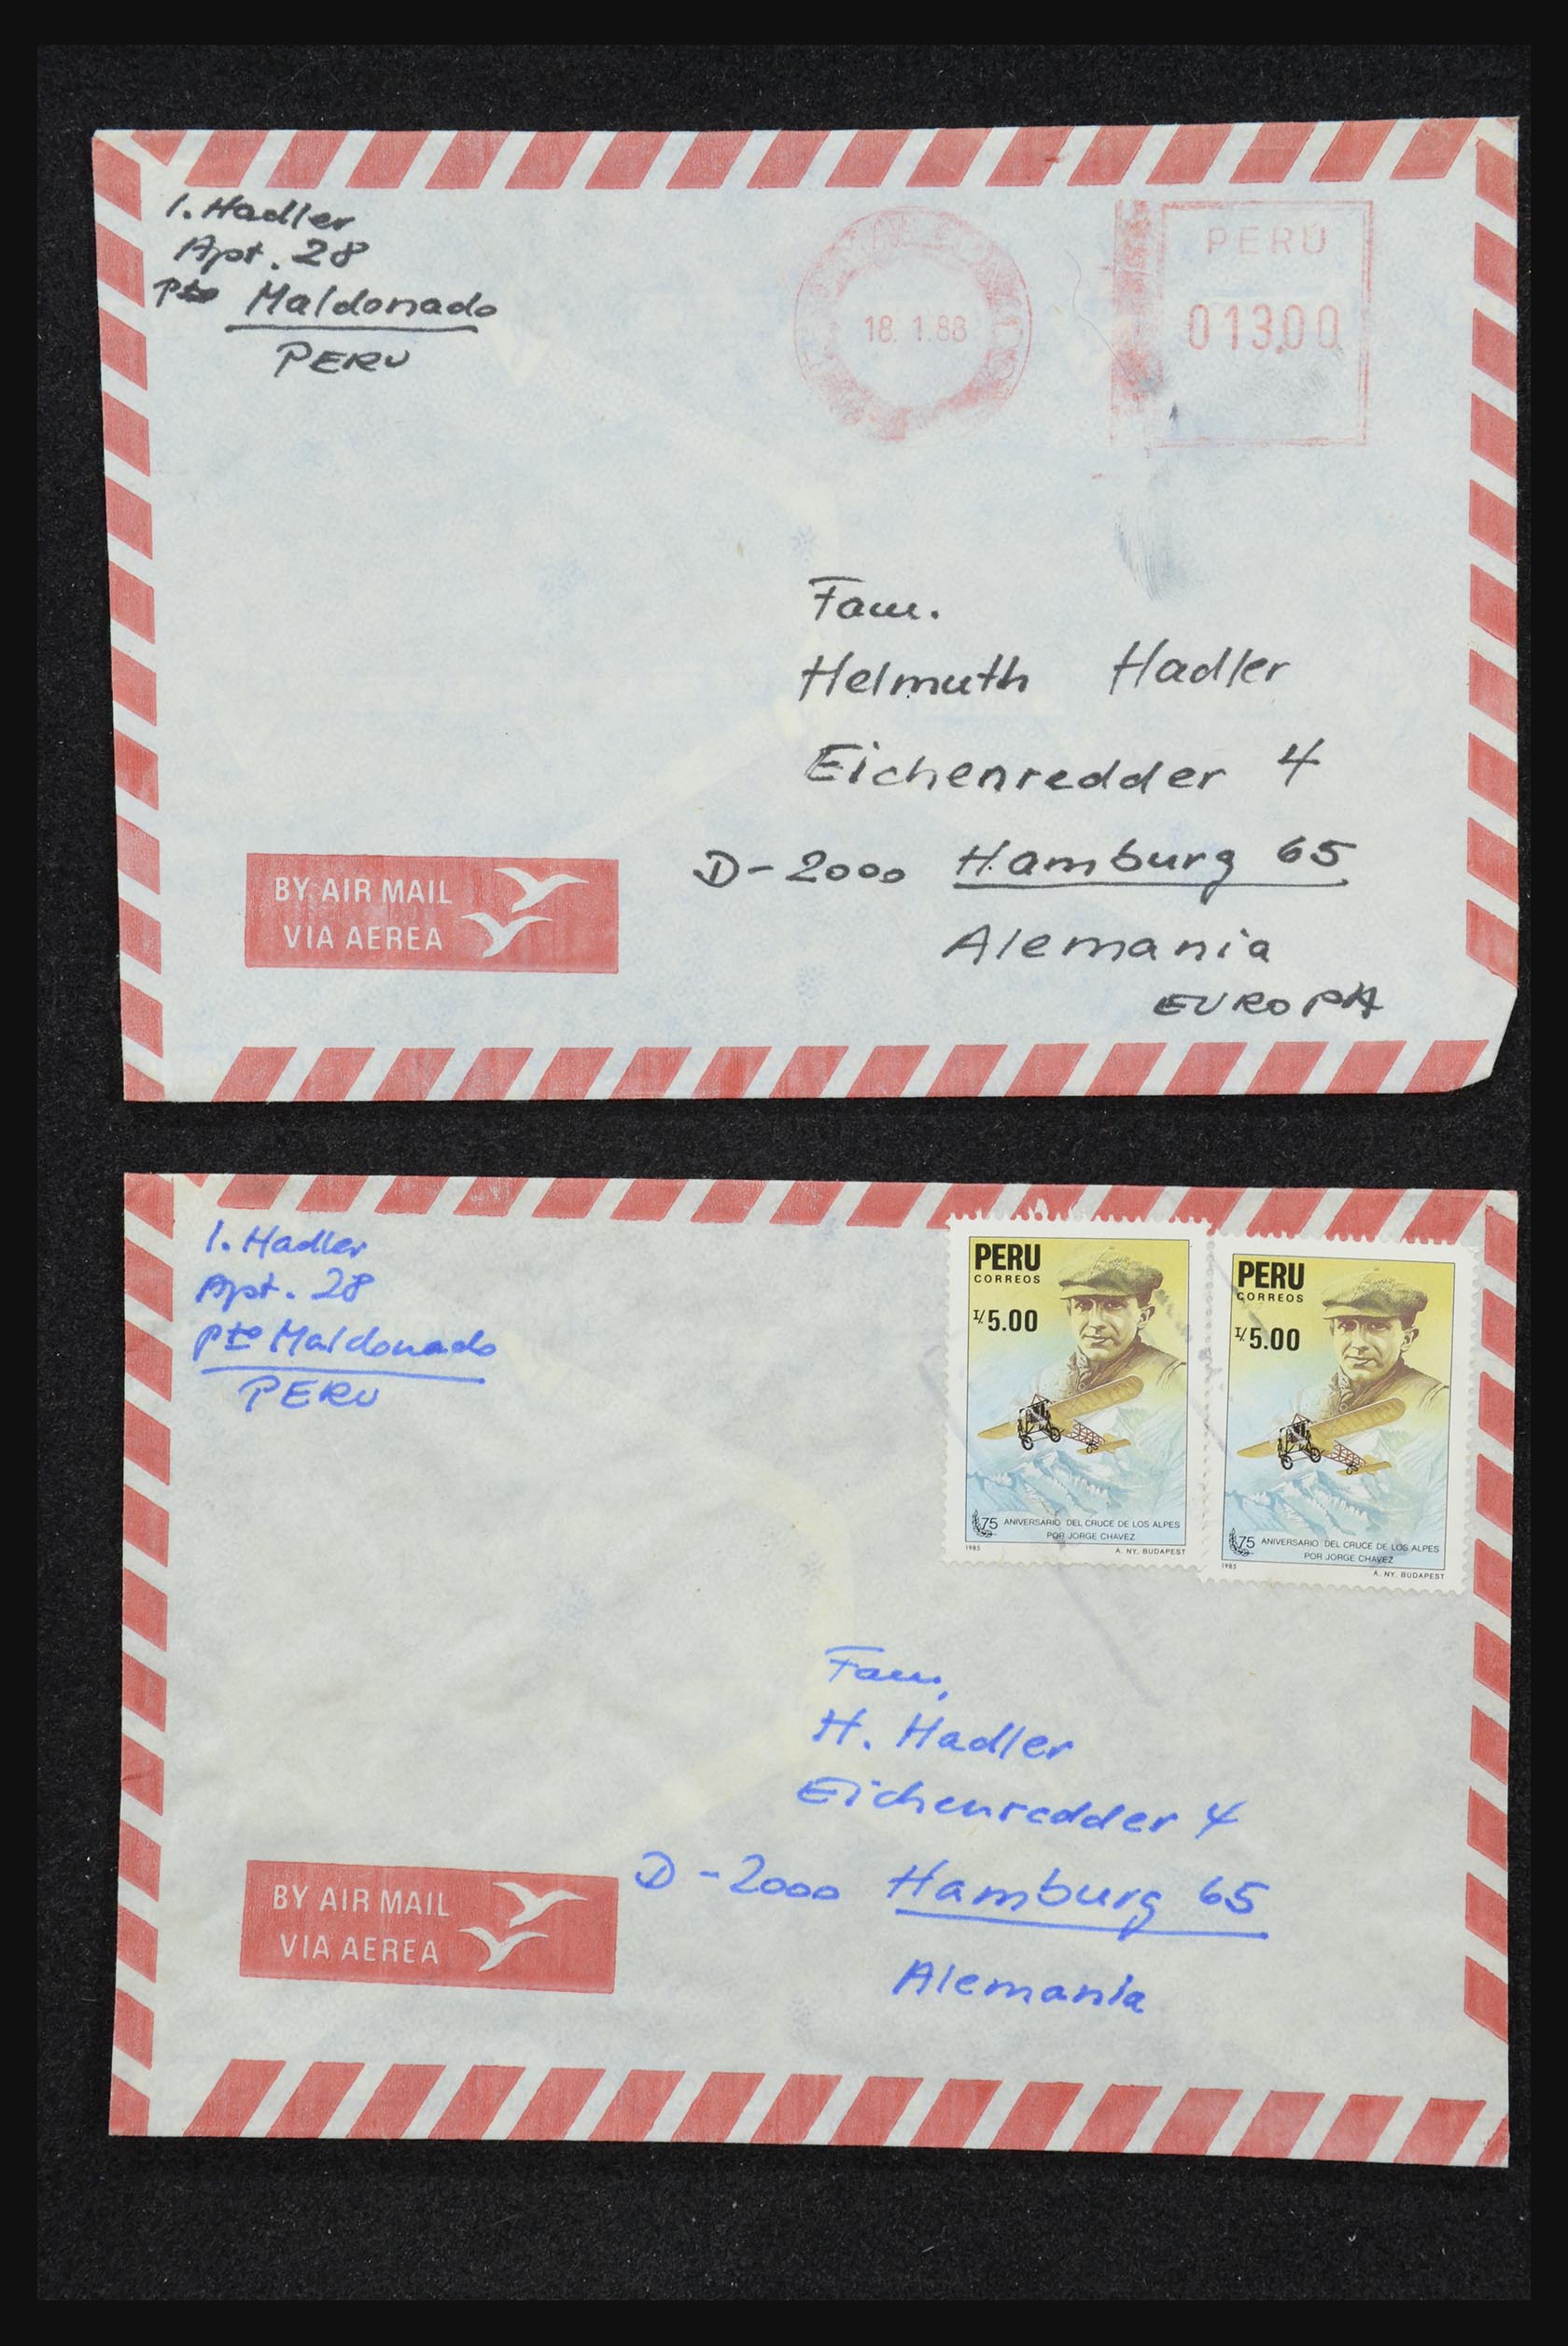 I. Hadler
Apt. 28
Pto Maldonado
PERU
18. 1.88
PERÚ
01300
Fam.
Helmuth Hadler
Eichenredder 4
D-2000 Hamburg 65
Alemania
EUROPA
BY AIR MAIL
VIA AEREA
I. Hadler
Apt. 28
Pto Maldonado
PERU
PERU
CORREOS
I/.5.00
75 ANIVERSARIO DEL CRUCE DE LOS ALPES
POR JORGE CHAVEZ
1985 A. NY. BUDAPEST
PERU
CORREOS
I/.5.00
75 ANIVERSARIO DEL CRUCE DE LOS ALPES
POR JORGE CHAVEZ
1985 A. NY. BUDAPEST
Fam.
H. Hadler
Eichenredder 4
D-2000 Hamburg 65
Alemania
BY AIR MAIL
VIA AEREA